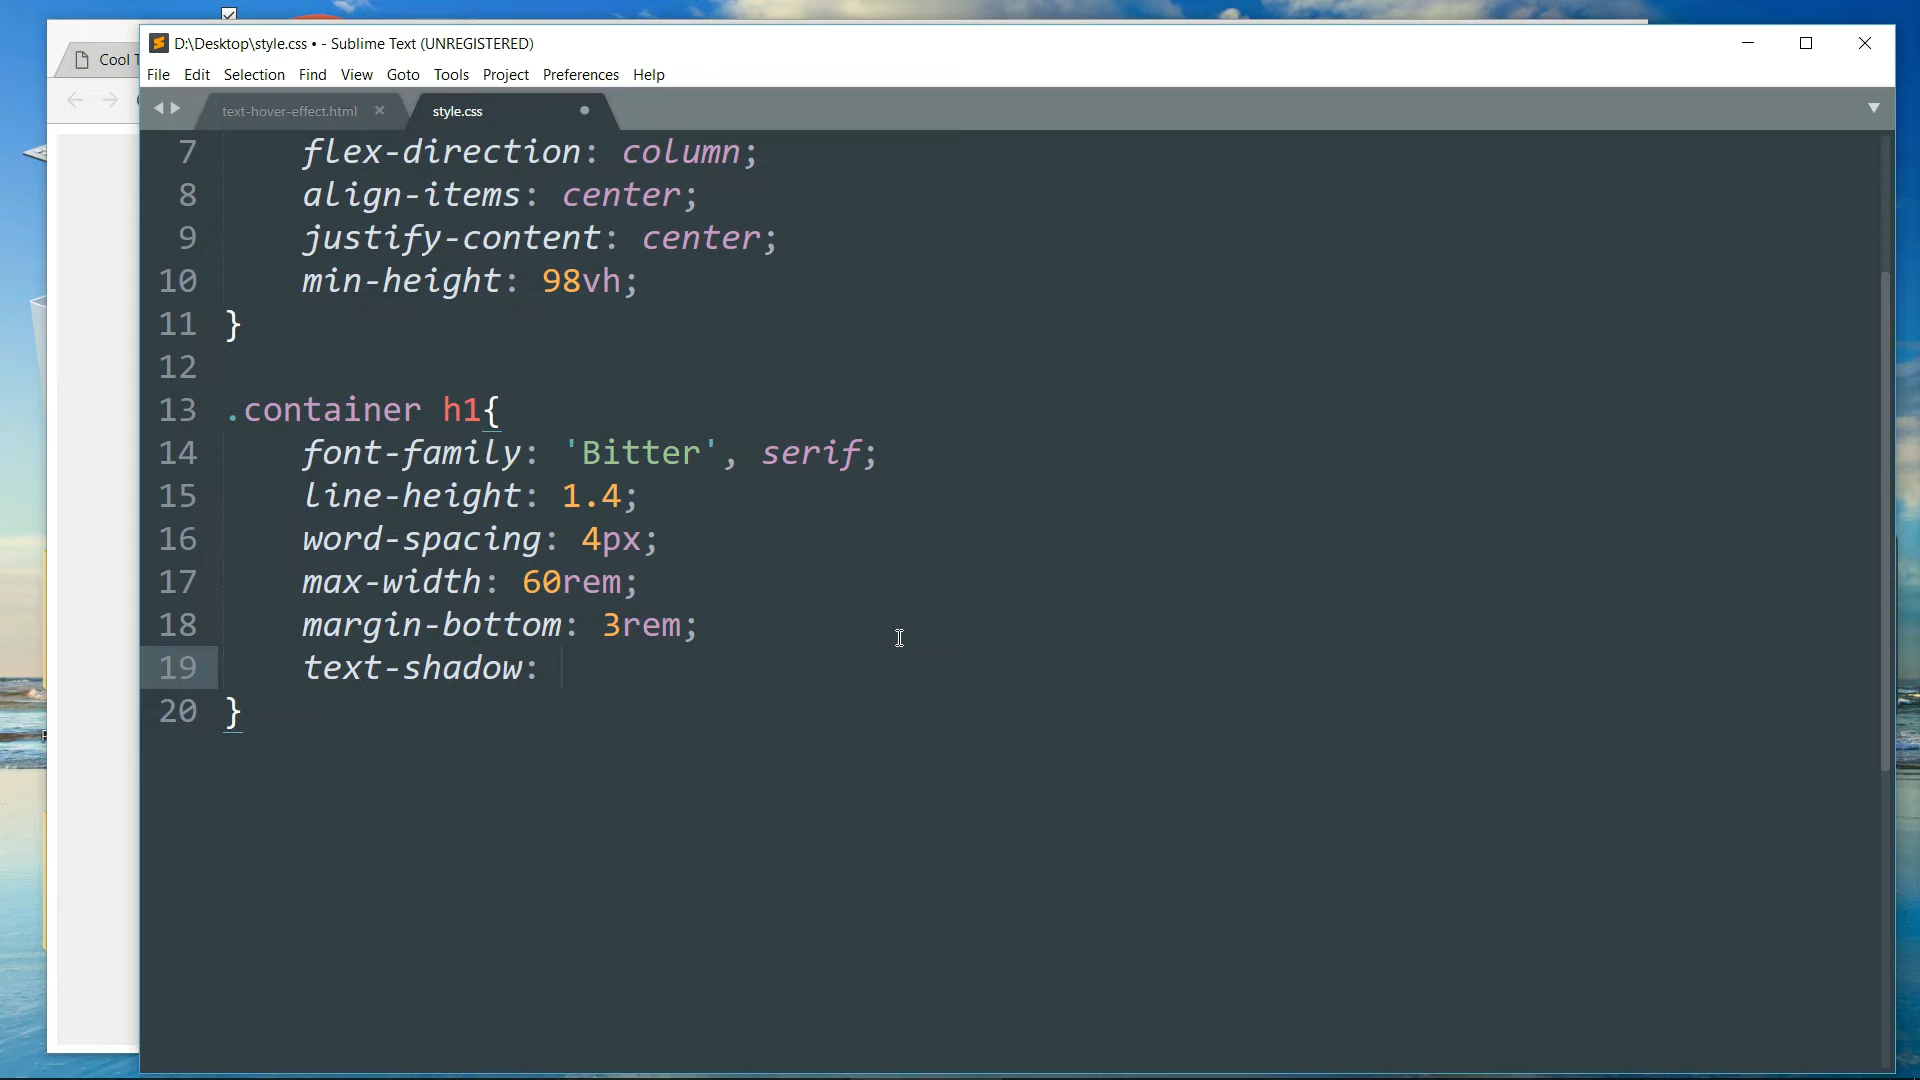 Cool T
D:\Desktop\style.css • - Sublime Text (UNREGISTERED)
File Edit Selection Find View Goto Tools Project Preferences Help
text-hover-effect.html × style.css
7 flex-direction: column;
8 align-items: center;
9 justify-content: center;
10 min-height: 98vh;
11 }
12
13 .container h1{
14 font-family: 'Bitter', serif;
15 line-height: 1.4;
16 word-spacing: 4px;
17 max-width: 60rem;
18 margin-bottom: 3rem;
19 text-shadow:
20 }